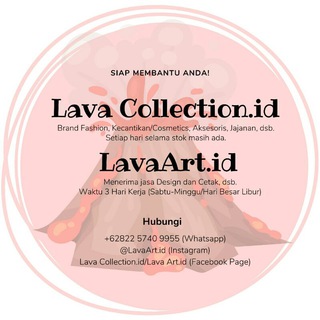 SIAP MEMBANTU ANDA!
Lava Collection.id
Brand Fashion, Kecantikan/Cosmetics, Aksesoris, Jajanan, dsb.
Setiap hari selama stok masih ada.
LavaArt.id
Menerima jasa Design dan Cetak, dsb.
Waktu 3 Hari Kerja (Sabtu-Minggu/Hari Besar Libur)
Hubungi
+62822 5740 9955 (Whatsapp)
@LavaArt.id (Instagram)
Lava Collection.id/Lava Art.id (Facebook Page)